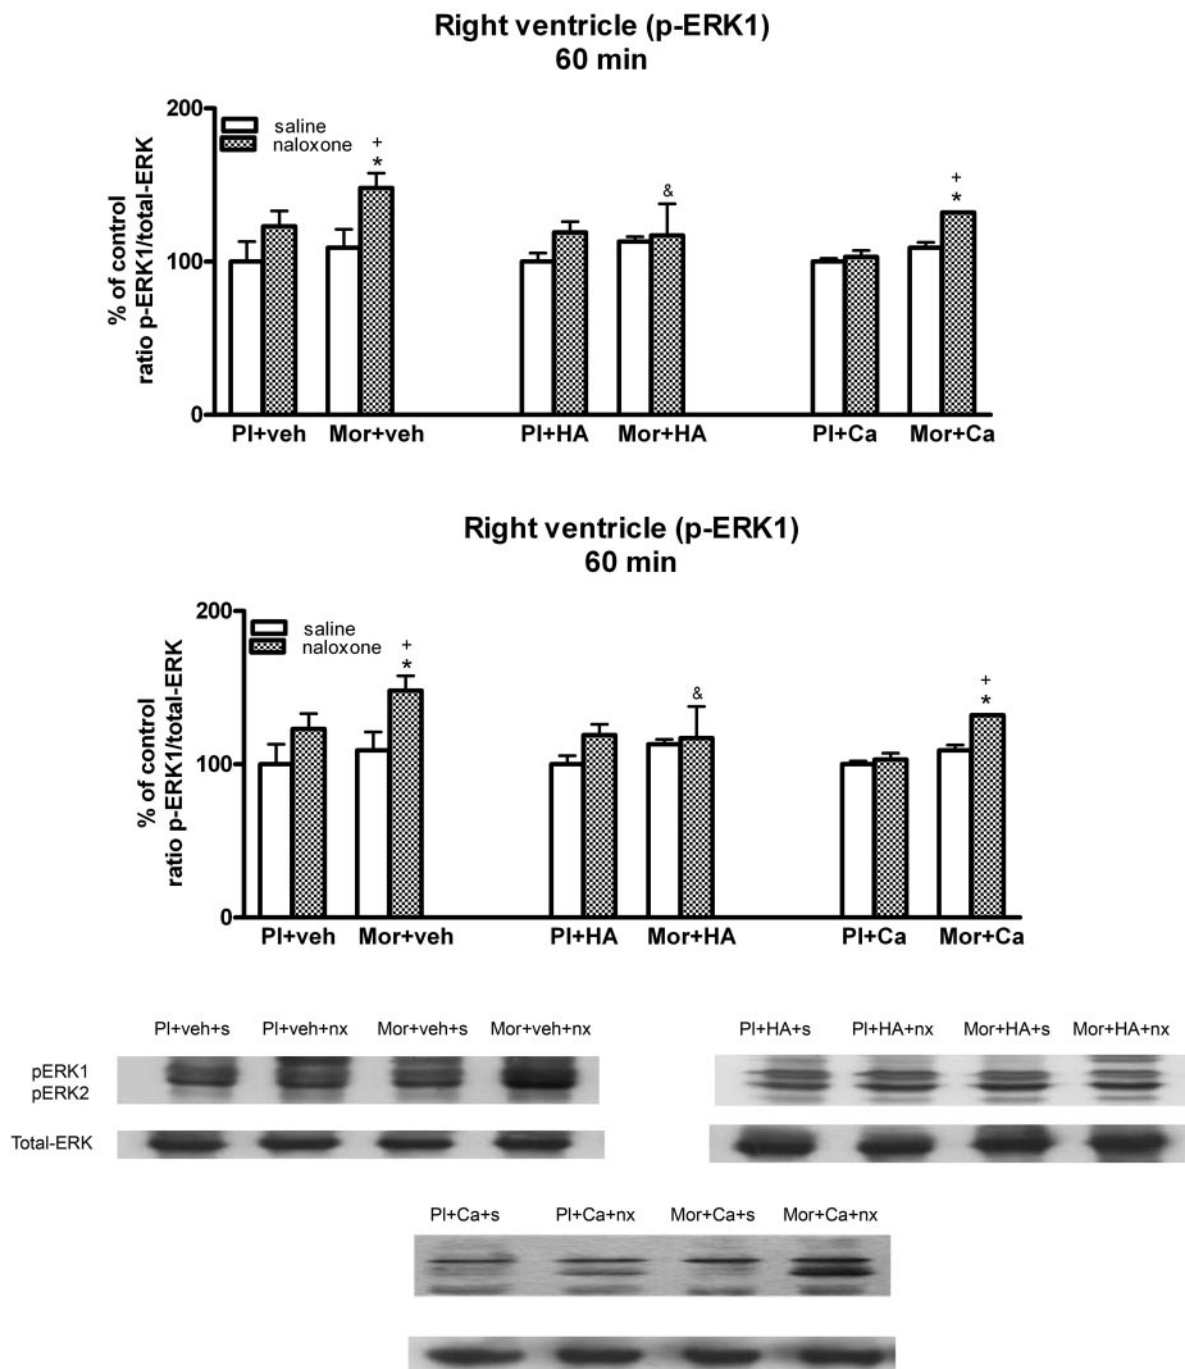 Right ventricle (p-ERK1)
60 min
% of control
ratio p-ERK1/total-ERK
200
100
0
saline
naloxone
+
*
&
+
*
Pl+veh Mor+veh Pl+HA Mor+HA Pl+Ca Mor+Ca
Right ventricle (p-ERK1)
60 min
% of control
ratio p-ERK1/total-ERK
200
100
0
saline
naloxone
+
*
&
+
*
Pl+veh Mor+veh Pl+HA Mor+HA Pl+Ca Mor+Ca
Pl+veh+s Pl+veh+nx Mor+veh+s Mor+veh+nx
Pl+HA+s Pl+HA+nx Mor+HA+s Mor+HA+nx
pERK1
pERK2
Total-ERK
Pl+Ca+s Pl+Ca+nx Mor+Ca+s Mor+Ca+nx